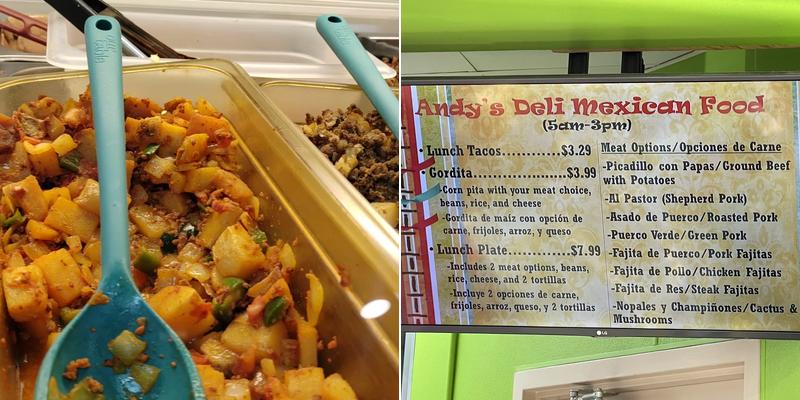 Andy's Deli Mexican Food
(5am-3pm)
• Lunch Tacos............$3.29
• Gordita...................$3.99
-Corn pita with your meat choice,
beans, rice, and cheese
-Gordita de maiz con opción de
carne, frijoles, arroz, y queso
• Lunch Plate..............$7.99
-Includes 2 meat options, beans,
rice, cheese, and 2 tortillas
-Incluye 2 opciones de carne,
frijoles, arroz, queso, y 2 tortillas
Meat Options/Opciones de Carne
-Picadillo con Papas/Ground Beef
with Potatoes
-Al Pastor (Shepherd Pork)
-Asado de Puerco/Roasted Pork
-Puerco Verde/Green Pork
-Fajita de Puerco/Pork Fajitas
-Fajita de Pollo/Chicken Fajitas
-Fajita de Res/Steak Fajitas
-Nopales y Champiñones/Cactus &
Mushrooms
LG